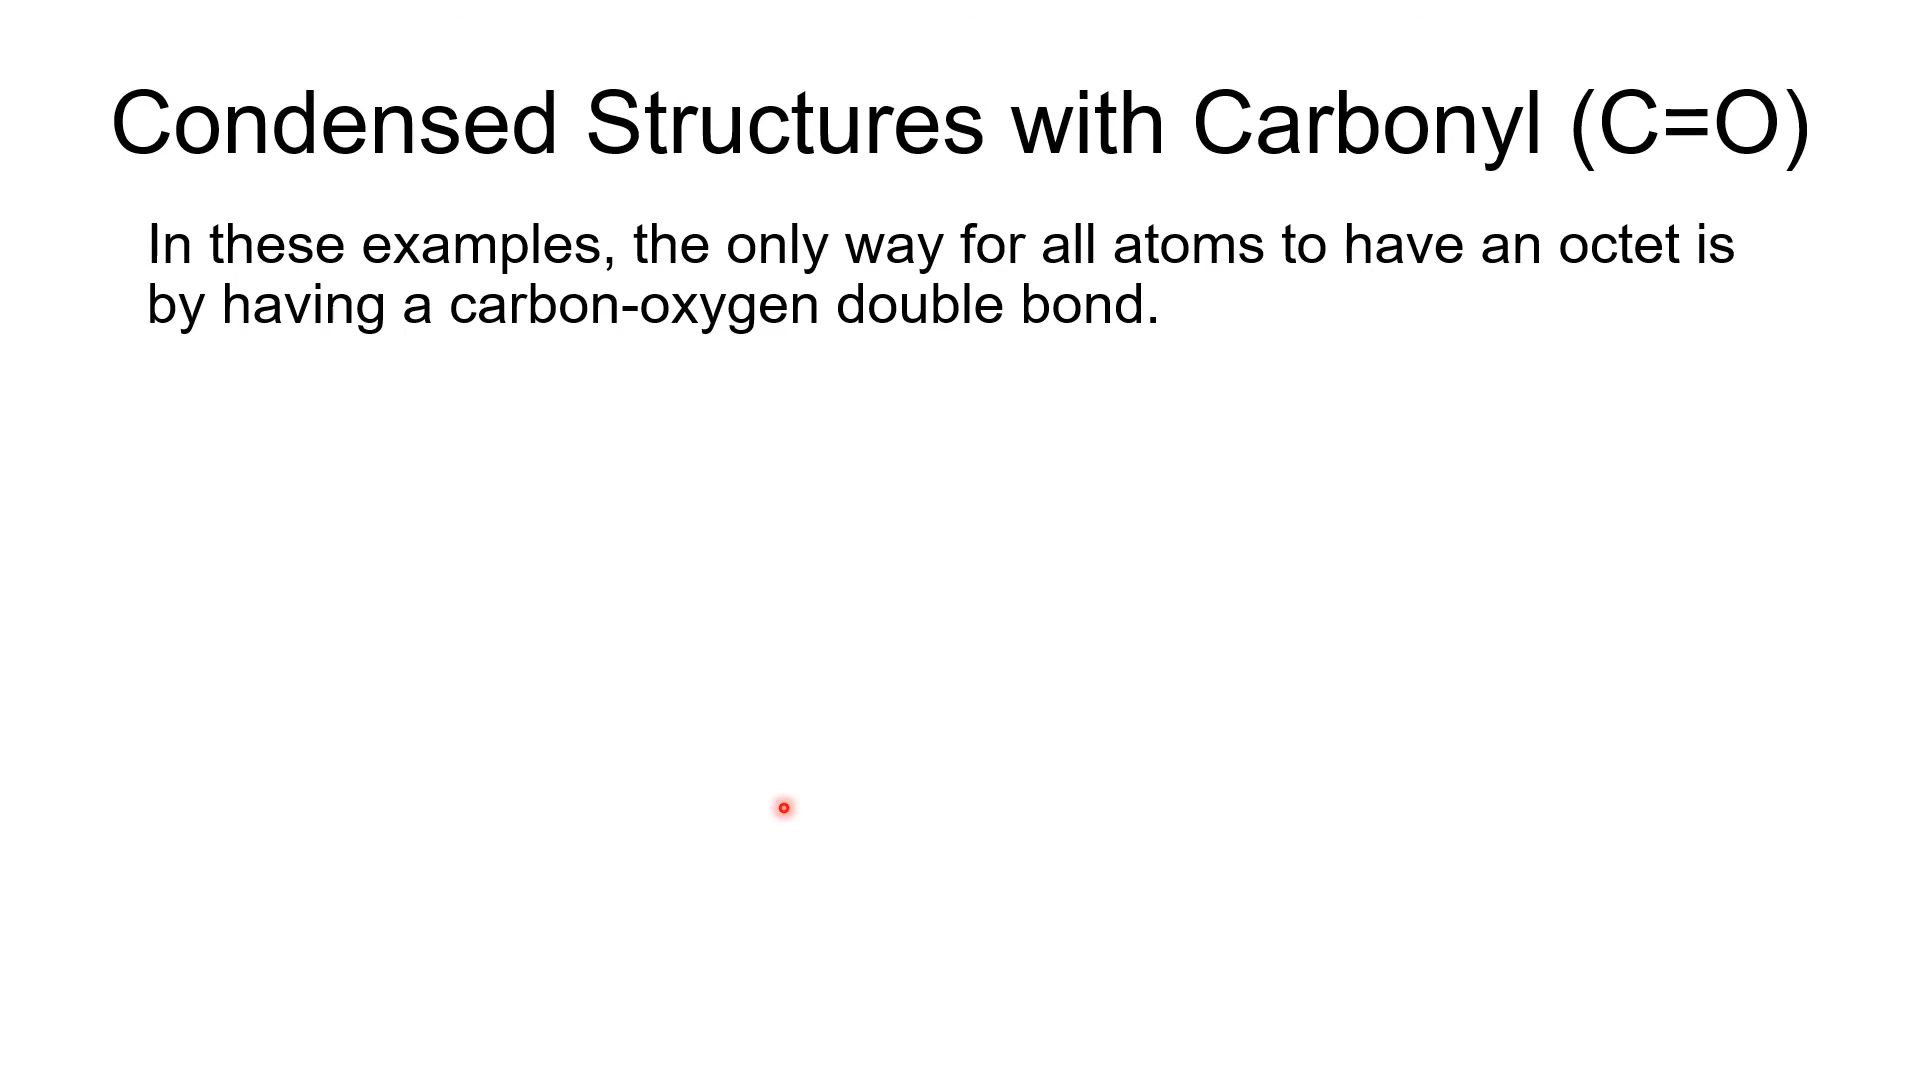 Condensed Structures with Carbonyl (C=O)
In these examples, the only way for all atoms to have an octet is
by having a carbon-oxygen double bond.